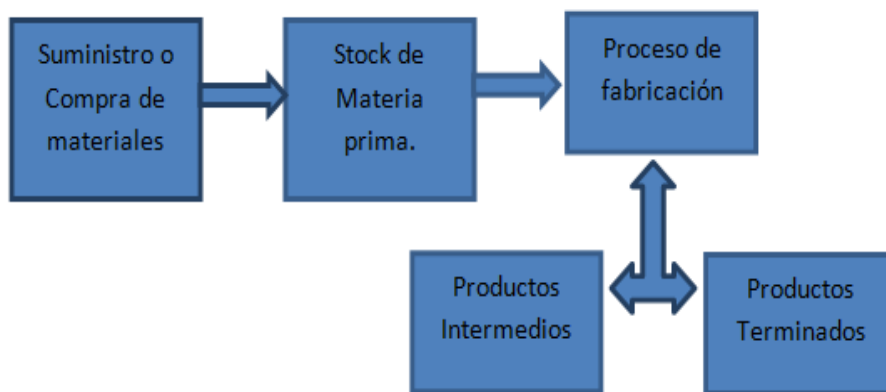 Suministro o
Compra de
materiales
Stock de
Materia
prima.
Proceso de
fabricación
Productos
Intermedios
Productos
Terminados